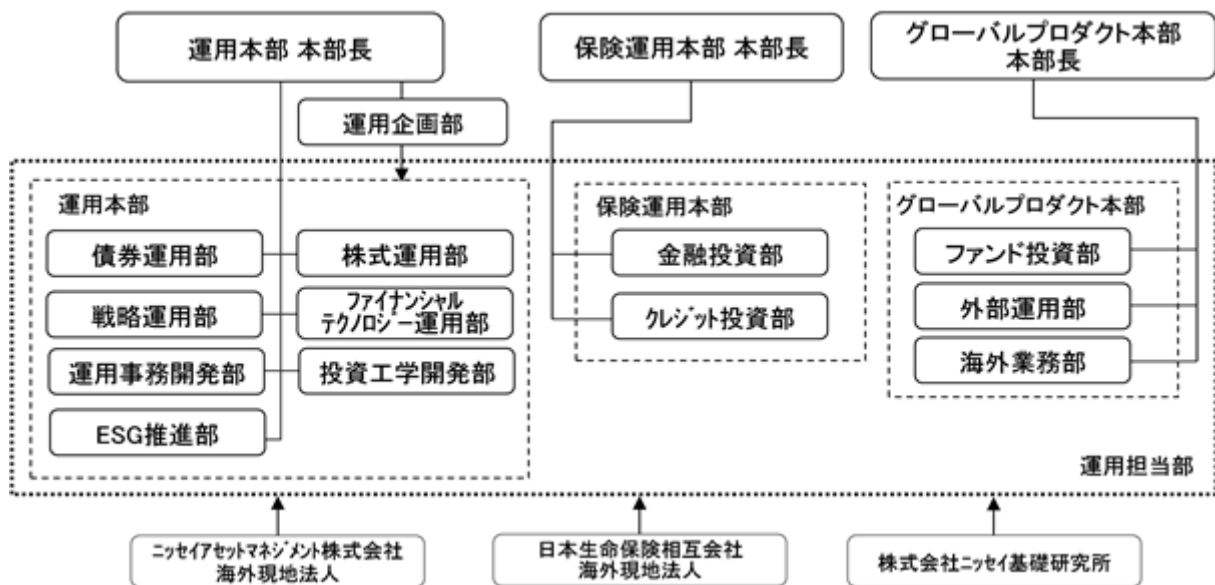 運用本部 本部長
保険運用本部 本部長
グローバルプロダクト本部
本部長
運用企画部
運用本部
債券運用部
株式運用部
戦略運用部
ファイナンシャル
テクノロジー運用部
運用事務開発部
投資工学開発部
ESG推進部
保険運用本部
金融投資部
クレジット投資部
グローバルプロダクト本部
ファンド投資部
外部運用部
海外業務部
運用担当部
ニッセイアセットマネジメント株式会社
海外現地法人
日本生命保険相互会社
海外現地法人
株式会社ニッセイ基礎研究所